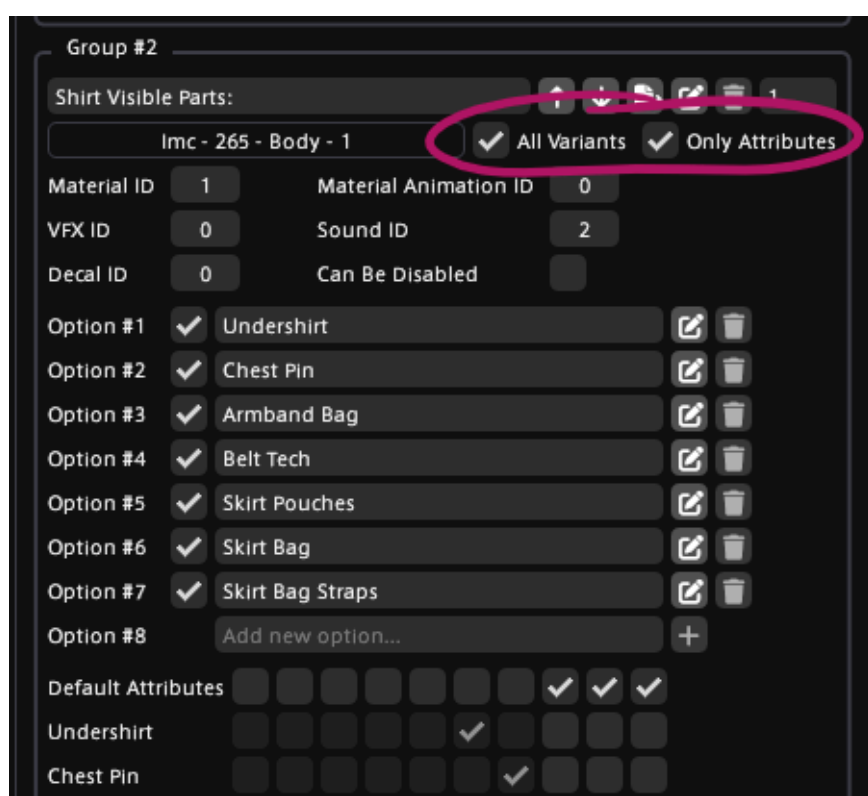 Group #2
Shirt Visible Parts: 1
Imc - 265 - Body - 1 All Variants Only Attributes
Material ID 1 Material Animation ID 0
VFX ID 0 Sound ID 2
Decal ID 0 Can Be Disabled
Option #1 Undershirt
Option #2 Chest Pin
Option #3 Armband Bag
Option #4 Belt Tech
Option #5 Skirt Pouches
Option #6 Skirt Bag
Option #7 Skirt Bag Straps
Option #8 Add new option...
Default Attributes
Undershirt
Chest Pin